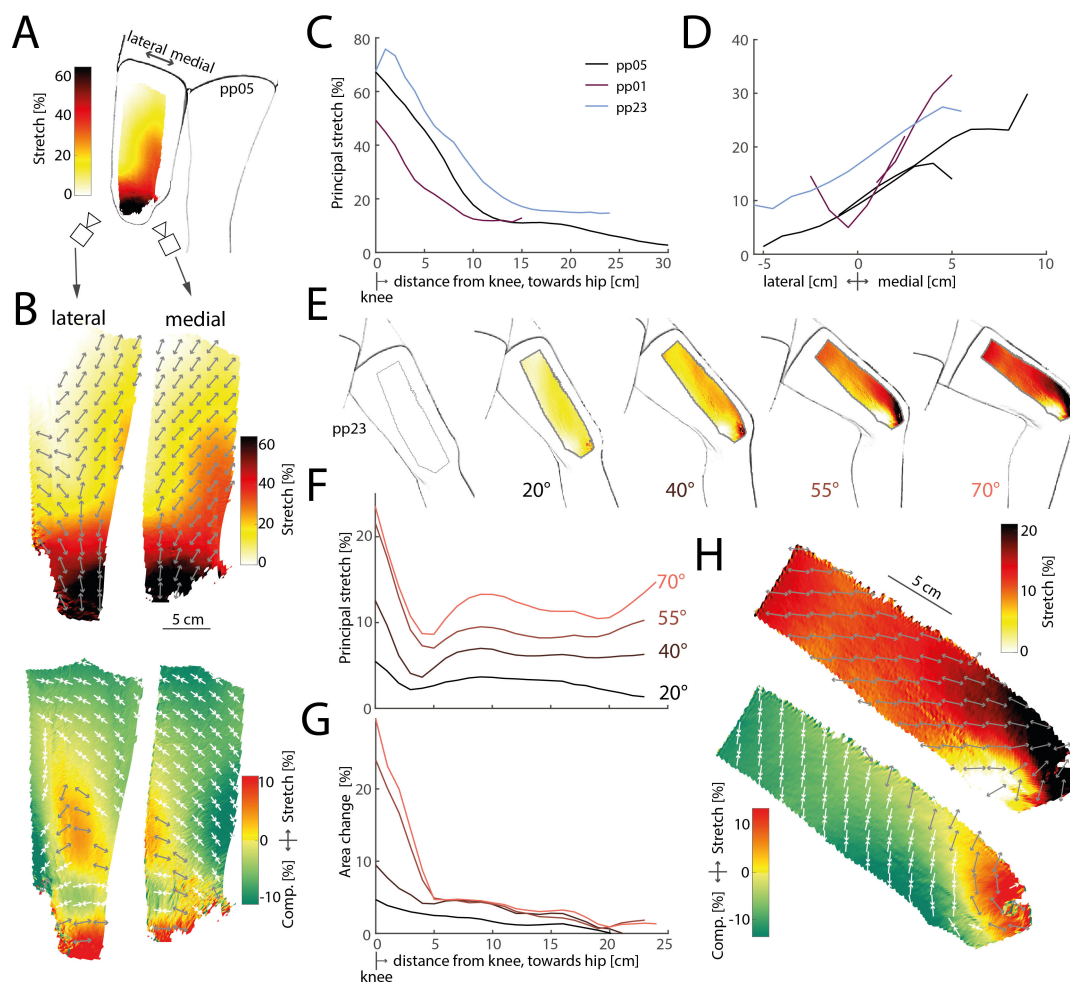 A
lateral medial
pp05
Stretch [%]
60
40
20
0
B
lateral
medial
60
40
20
0
Stretch [%]
5 cm
10
0
-10
Comp. [%] ↔ Stretch [%]
C
80
60
40
20
0
Principal stretch [%]
pp05
pp01
pp23
0 5 10 15 20 25 30
distance from knee, towards hip [cm]
knee
D
40
30
20
10
0
-5 0 5 10
lateral [cm] ↔ medial [cm]
E
pp23
20° 40° 55° 70°
F
20
10
0
Principal stretch [%]
70°
55°
40°
20°
G
20
10
0
Area change [%]
0 5 10 15 20 25
distance from knee, towards hip [cm]
knee
H
5 cm
20
10
0
Stretch [%]
10
0
-10
Comp. [%] ↔ Stretch [%]